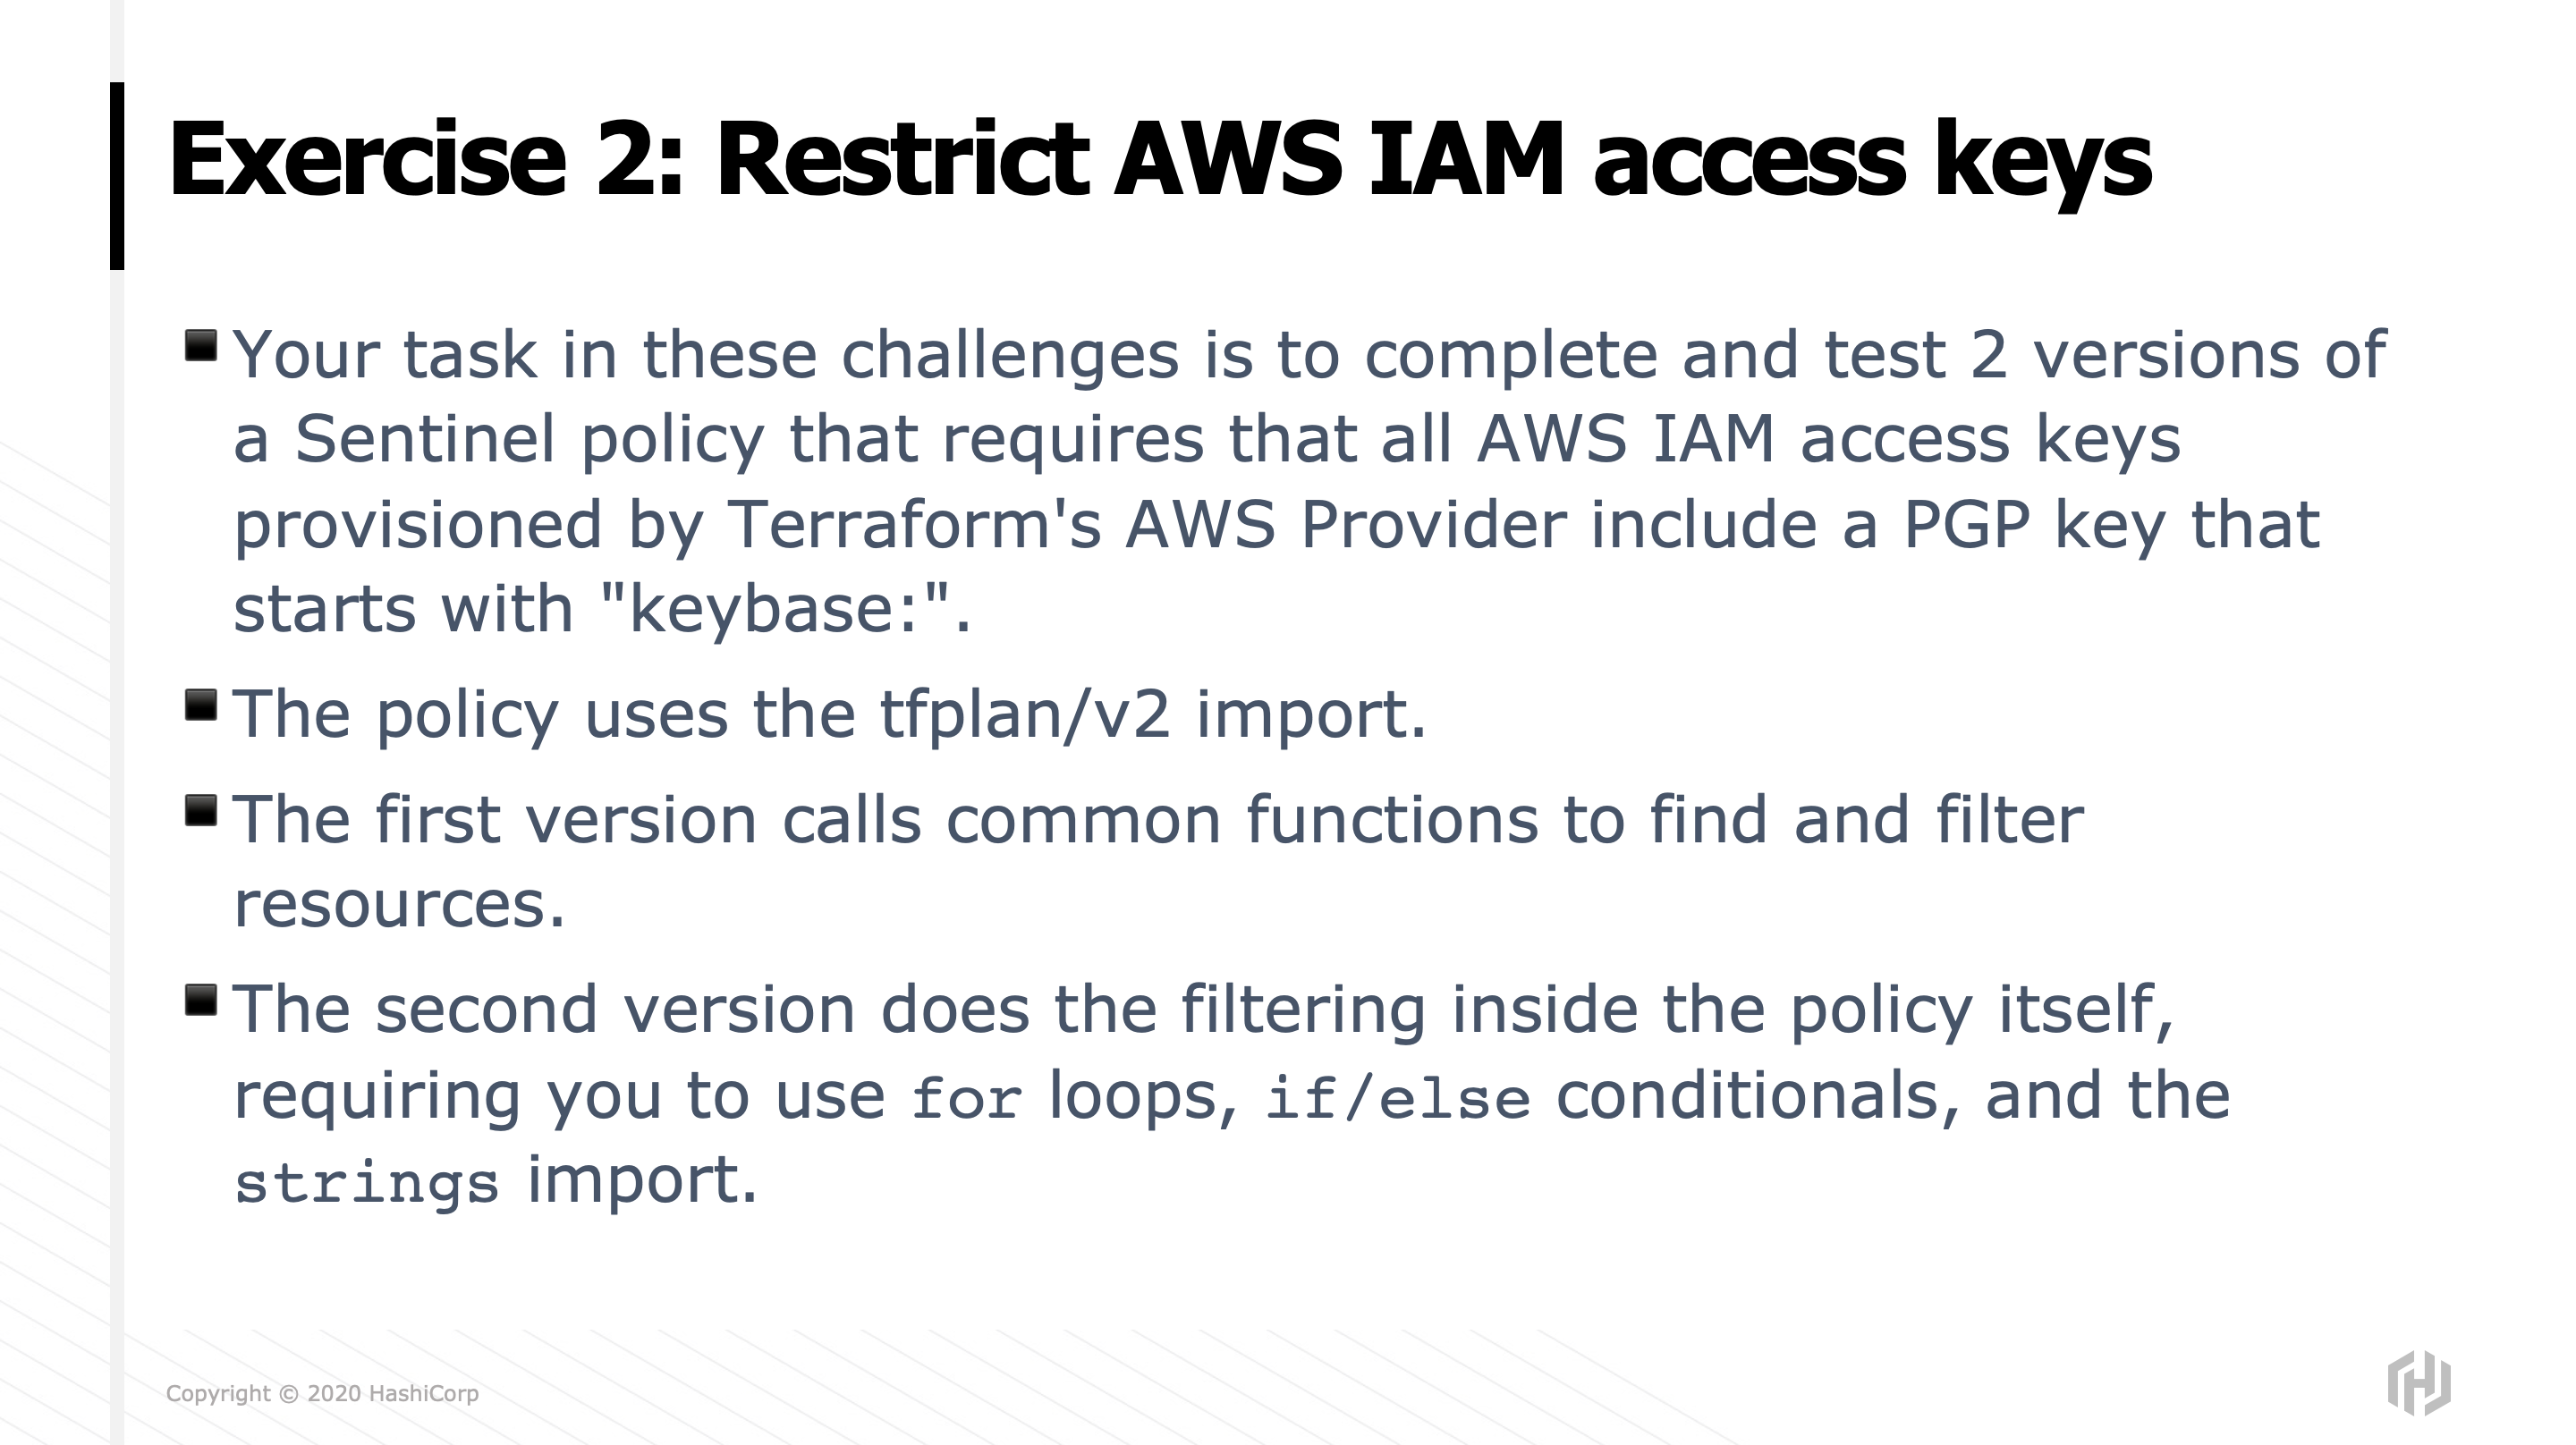 Exercise 2: Restrict AWS IAM access keys
Your task in these challenges is to complete and test 2 versions of
a Sentinel policy that requires that all AWS IAM access keys
provisioned by Terraform's AWS Provider include a PGP key that
starts with "keybase:".
The policy uses the tfplan/v2 import.
The first version calls common functions to find and filter
resources.
The second version does the filtering inside the policy itself,
requiring you to use for loops, if/else conditionals, and the
strings import.
Copyright © 2020 HashiCorp